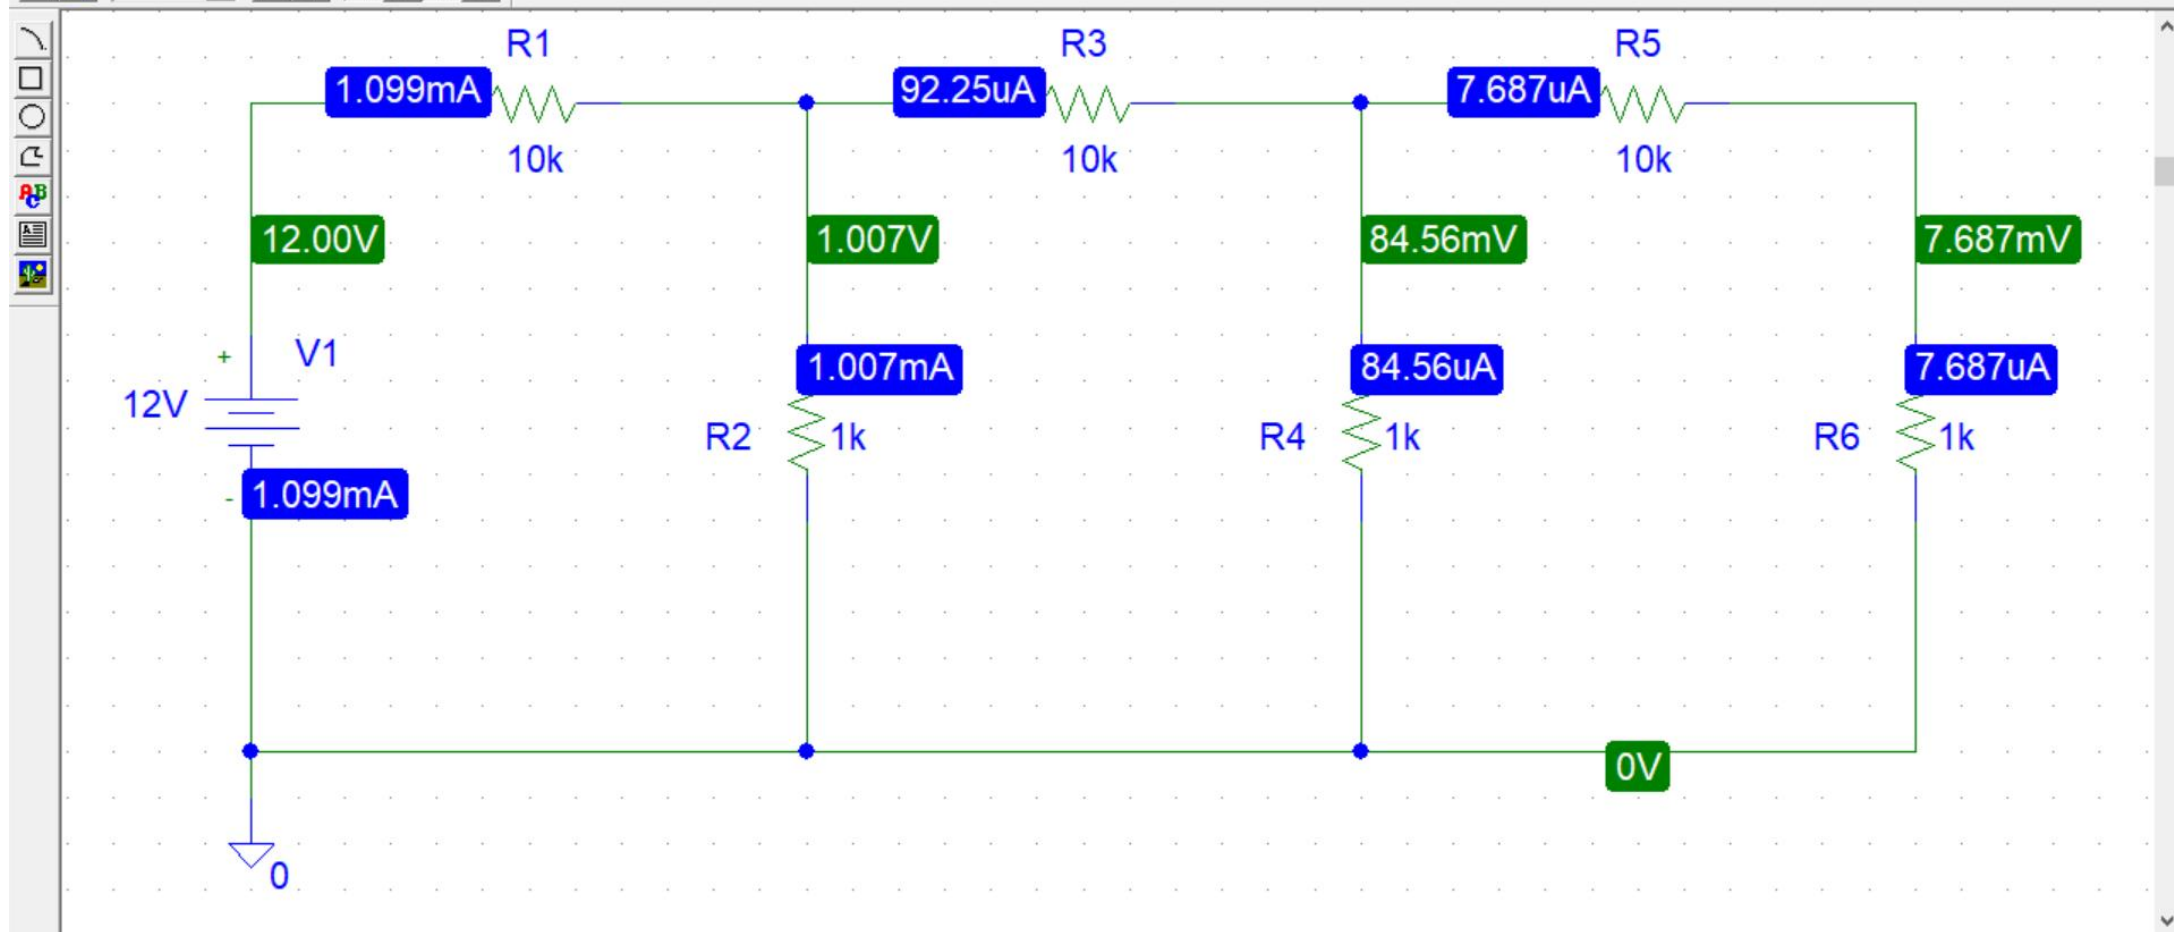 R1 R3 R5
1.099mA 92.25uA 7.687uA
10k 10k 10k
12.00V 1.007V 84.56mV 7.687mV
+ V1
1.007mA 84.56uA 7.687uA
12V
R2 1k R4 1k R6 1k
- 1.099mA
0V
0